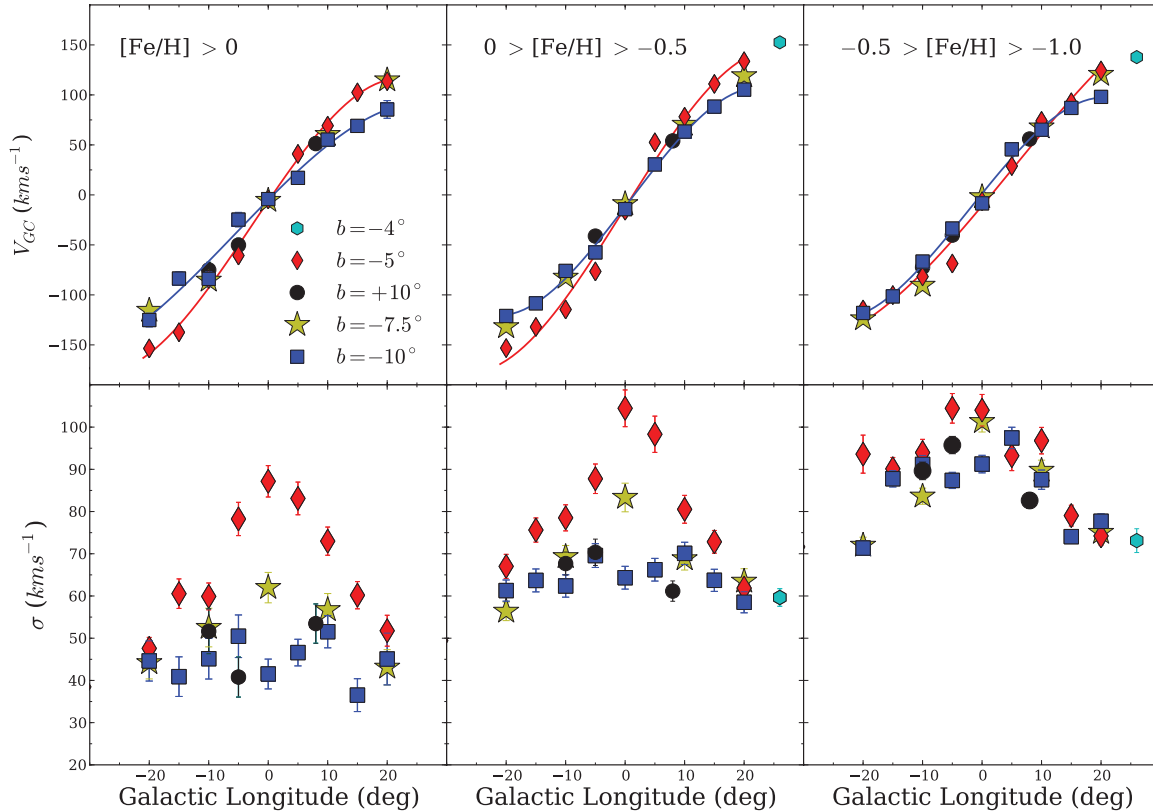 [Fe/H] > 0
0 > [Fe/H] > −0.5
−0.5 > [Fe/H] > −1.0
V_GC (kms⁻¹)
150
100
50
0
−50
−100
−150
b = −4°
b = −5°
b = +10°
b = −7.5°
b = −10°
σ (kms⁻¹)
100
90
80
70
60
50
40
30
20
−20 −10 0 10 20
−20 −10 0 10 20
−20 −10 0 10 20
Galactic Longitude (deg)
Galactic Longitude (deg)
Galactic Longitude (deg)